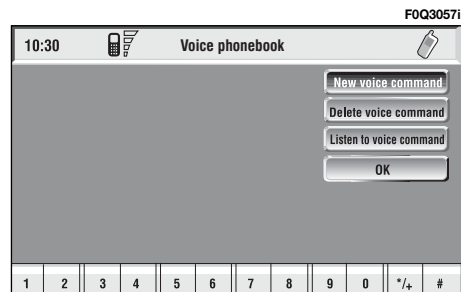 F0Q3057i
10:30 Voice phonebook
New voice command
Delete voice command
Listen to voice command
OK
1 2 3 4 5 6 7 8 9 0 */+ #